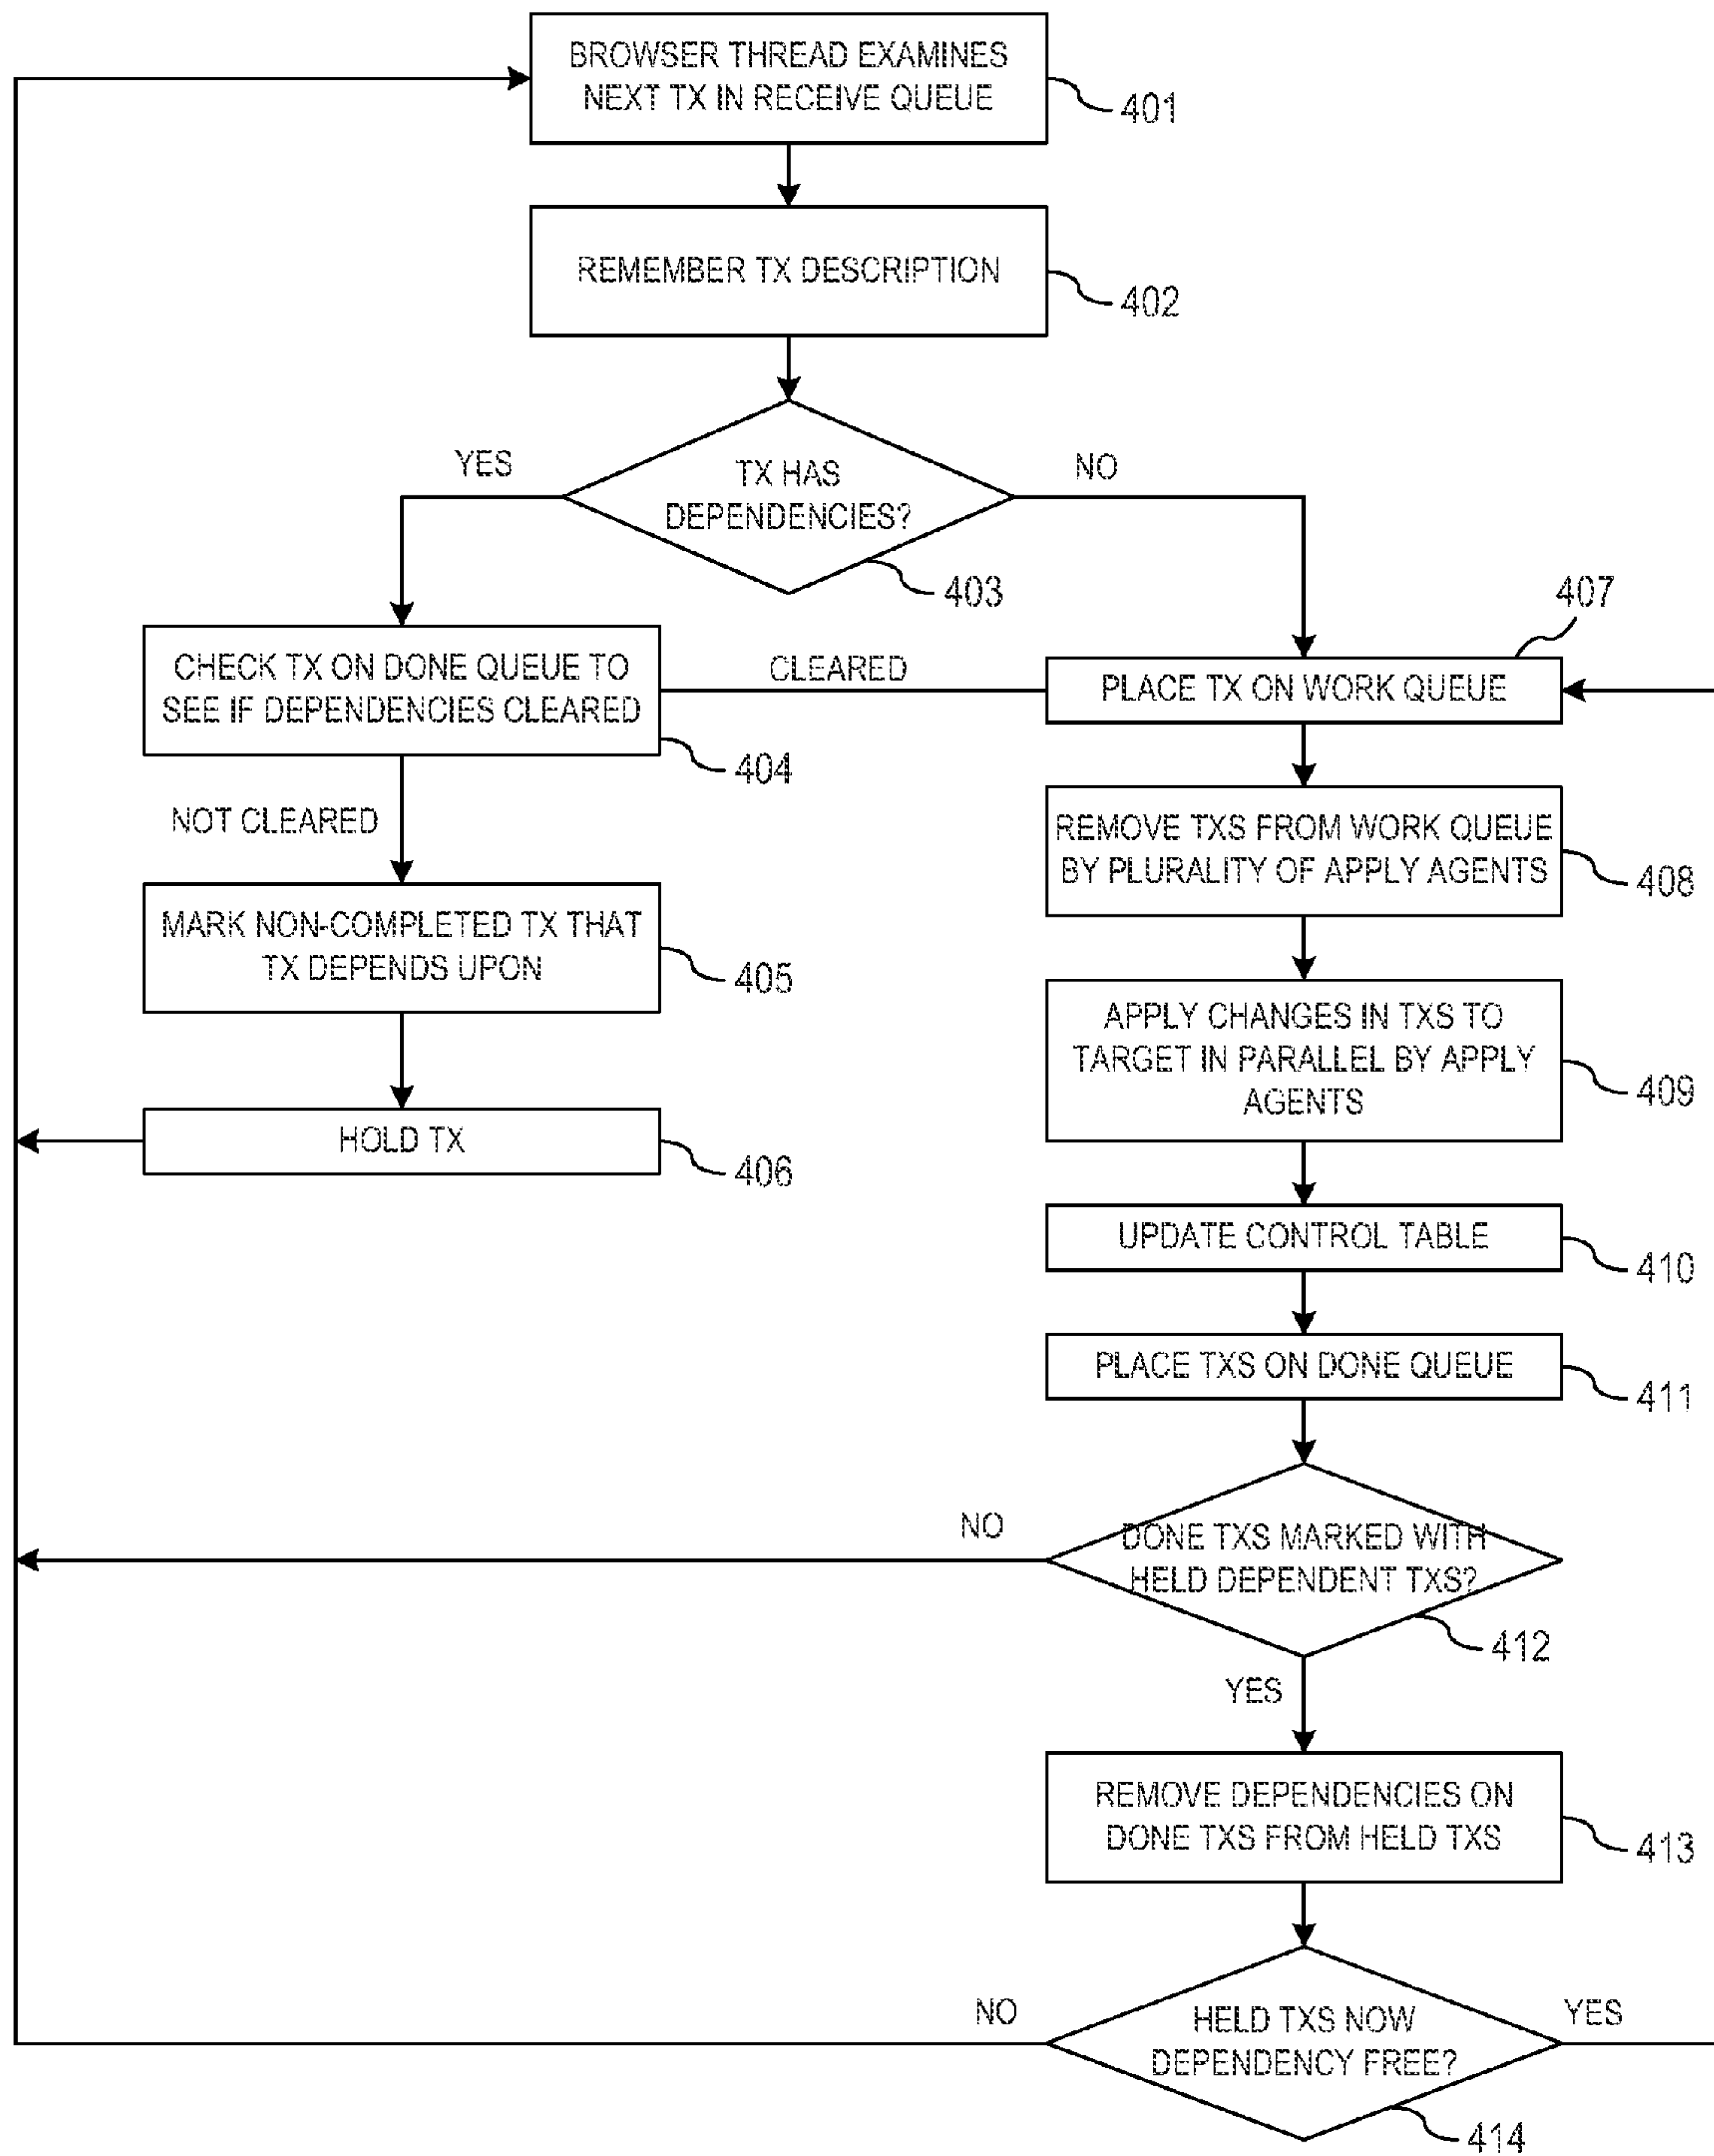 BROWSER THREAD EXAMINES
NEXT TX IN RECEIVE QUEUE
401
REMEMBER TX DESCRIPTION
402
YES
TX HAS
DEPENDENCIES?
NO
403
407
CHECK TX ON DONE QUEUE TO
SEE IF DEPENDENCIES CLEARED
404
CLEARED
PLACE TX ON WORK QUEUE
NOT CLEARED
REMOVE TXS FROM WORK QUEUE
BY PLURALITY OF APPLY AGENTS
408
MARK NON-COMPLETED TX THAT
TX DEPENDS UPON
405
APPLY CHANGES IN TXS TO
TARGET IN PARALLEL BY APPLY
AGENTS
409
HOLD TX
406
UPDATE CONTROL TABLE
410
PLACE TXS ON DONE QUEUE
411
NO
DONE TXS MARKED WITH
HELD DEPENDENT TXS?
412
YES
REMOVE DEPENDENCIES ON
DONE TXS FROM HELD TXS
413
NO
HELD TXS NOW
DEPENDENCY FREE?
YES
414